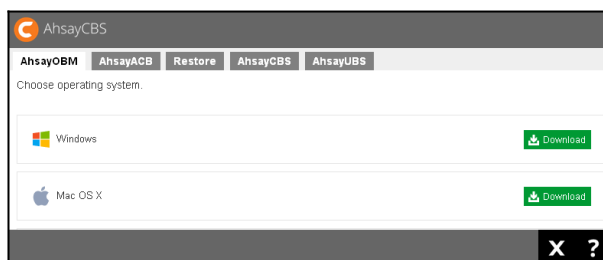 AhsayCBS
AhsayOBM AhsayACB Restore AhsayCBS AhsayUBS
Choose operating system.
Windows Download
Mac OS X Download
X ?